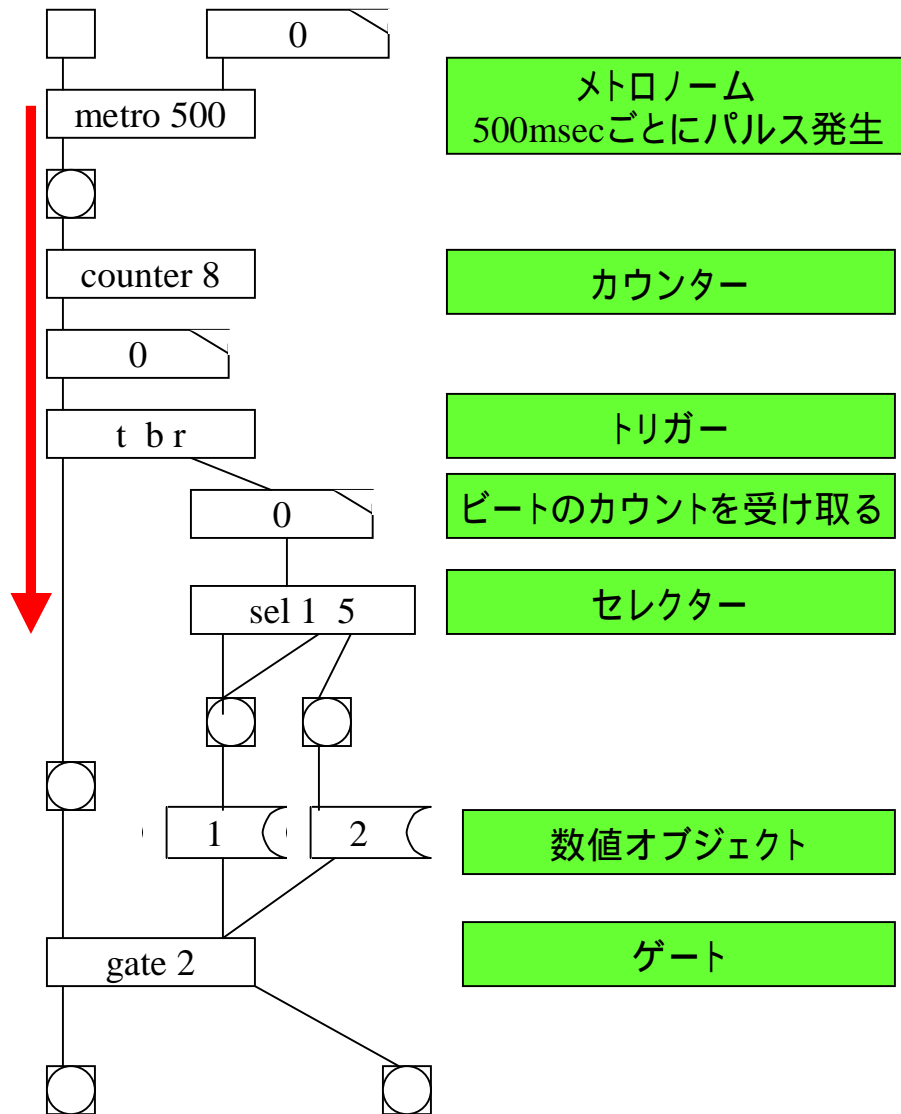 0
metro 500
メトロノーム
500msecごとにパルス発生
counter 8
カウンター
0
t b r
トリガー
0
ビートのカウントを受け取る
sel 1 5
セレクター
1
2
数値オブジェクト
gate 2
ゲート